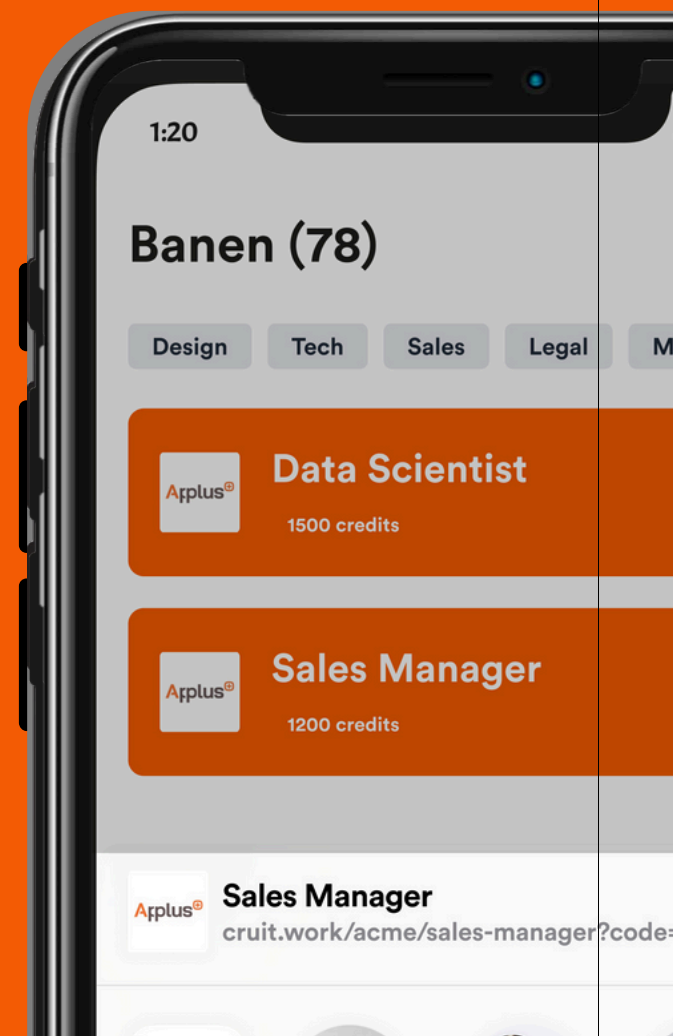 1:20
Banen (78)
Design Tech Sales Legal M
Data Scientist
Applus+
1500 credits
Sales Manager
Applus+
1200 credits
Sales Manager
Applus+
cruit.work/acme/sales-manager?code=